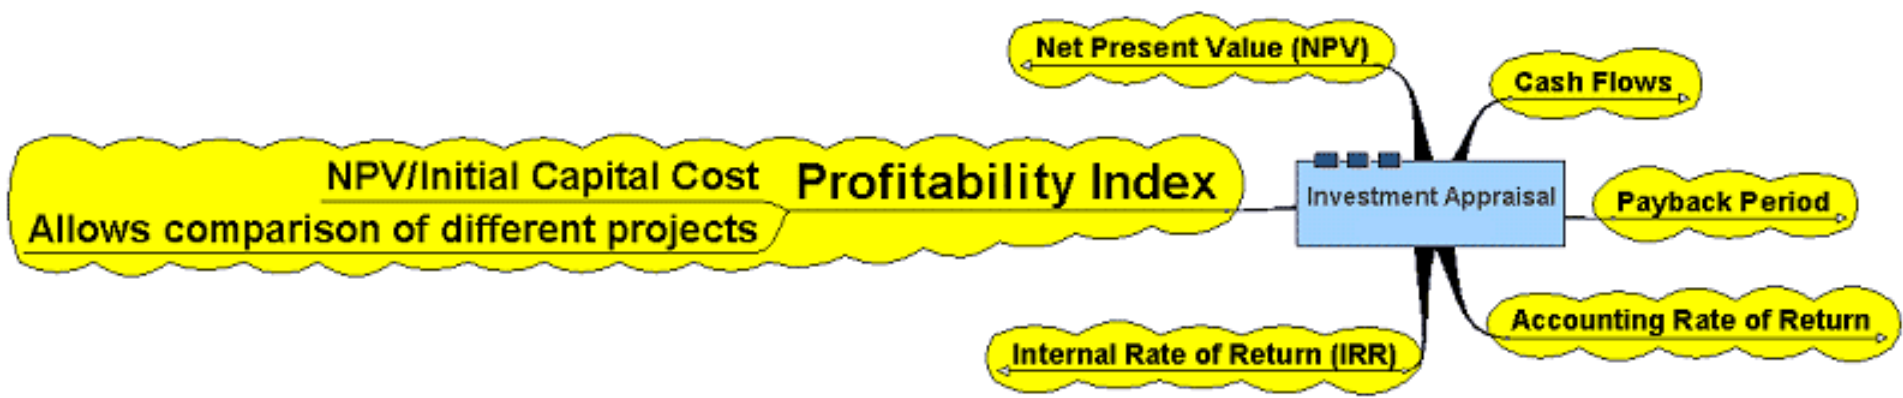 Net Present Value (NPV)
Cash Flows
NPV/Initial Capital Cost
Profitability Index
Allows comparison of different projects
Investment Appraisal
Payback Period
Internal Rate of Return (IRR)
Accounting Rate of Return